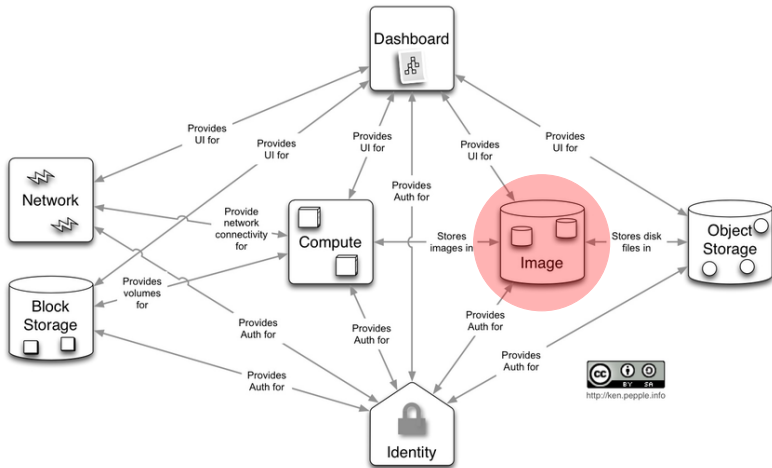 Dashboard
Provides
UI for
Provides
UI for
Provides
UI for
Provides
UI for
Provides
UI for
Provides
Auth for
Network
Provide
network
connectivity
for
Compute
Stores
images in
Image
Stores disk
files in
Object
Storage
Provides
volumes
for
Block
Storage
Provides
Auth for
Provides
Auth for
Provides
Auth for
Provides
Auth for
Provides
Auth for
Identity
cc
BY SA
http://ken.pepple.info